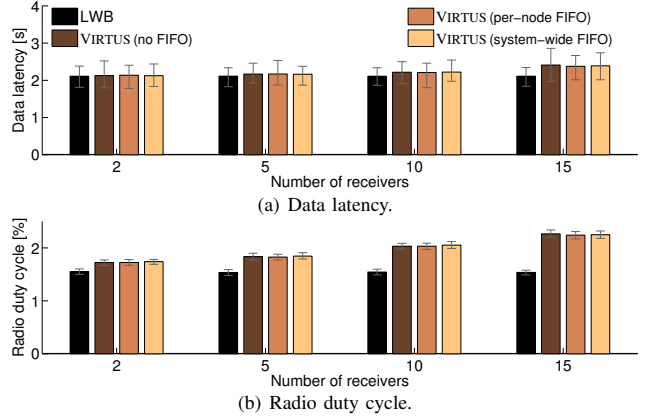 LWB
VIRTUS (no FIFO)
VIRTUS (per-node FIFO)
VIRTUS (system-wide FIFO)
Data latency [s]
4
3
2
1
0
2 5 10 15
Number of receivers
(a) Data latency.
Radio duty cycle [%]
2
1
0
2 5 10 15
Number of receivers
(b) Radio duty cycle.